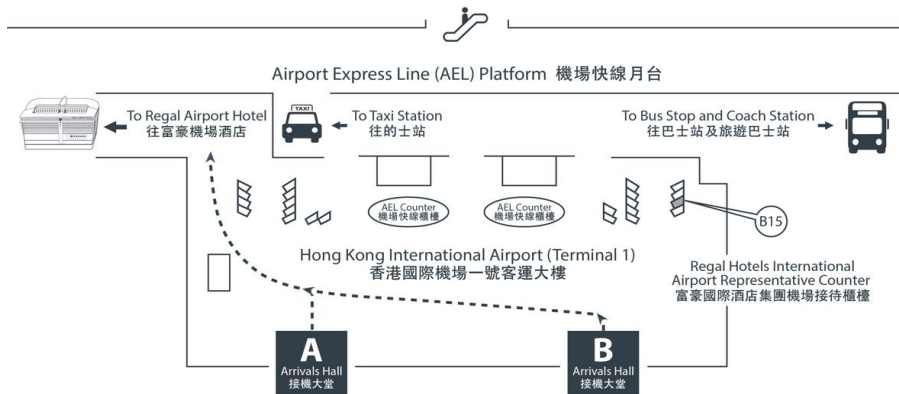 Airport Express Line (AEL) Platform 機場快線月台
To Regal Airport Hotel
往富豪機場酒店
TAXI
To Taxi Station
往的士站
To Bus Stop and Coach Station
往巴士站及旅遊巴士站
AEL Counter
機場快線櫃檯
AEL Counter
機場快線櫃檯
B15
Hong Kong International Airport (Terminal 1)
香港國際機場一號客運大樓
Regal Hotels International
Airport Representative Counter
富豪國際酒店集團機場接待櫃檯
A
Arrivals Hall
接機大堂
B
Arrivals Hall
接機大堂